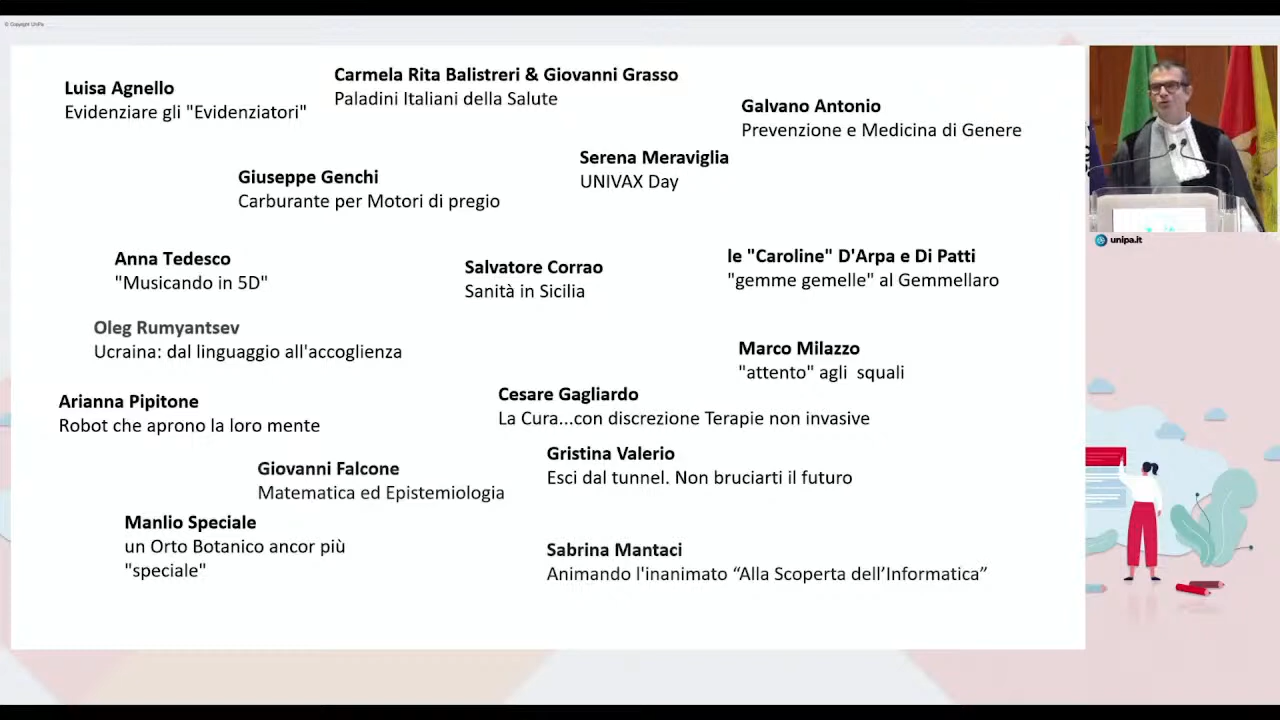 © Copyright UniPa
Luisa Agnello
Evidenziare gli "Evidenziatori"
Carmela Rita Balistreri & Giovanni Grasso
Paladini Italiani della Salute
Galvano Antonio
Prevenzione e Medicina di Genere
Serena Meraviglia
UNIVAX Day
Giuseppe Genchi
Carburante per Motori di pregio
unipa.it
Anna Tedesco
"Musicando in 5D"
Salvatore Corrao
Sanità in Sicilia
le "Caroline" D'Arpa e Di Patti
"gemme gemelle" al Gemmellaro
Oleg Rumyantsev
Ucraina: dal linguaggio all'accoglienza
Marco Milazzo
"attento" agli  squali
Arianna Pipitone
Robot che aprono la loro mente
Cesare Gagliardo
La Cura...con discrezione Terapie non invasive
Giovanni Falcone
Matematica ed Epistemiologia
Gristina Valerio
Esci dal tunnel. Non bruciarti il futuro
Manlio Speciale
un Orto Botanico ancor più
"speciale"
Sabrina Mantaci
Animando l'inanimato “Alla Scoperta dell’Informatica”